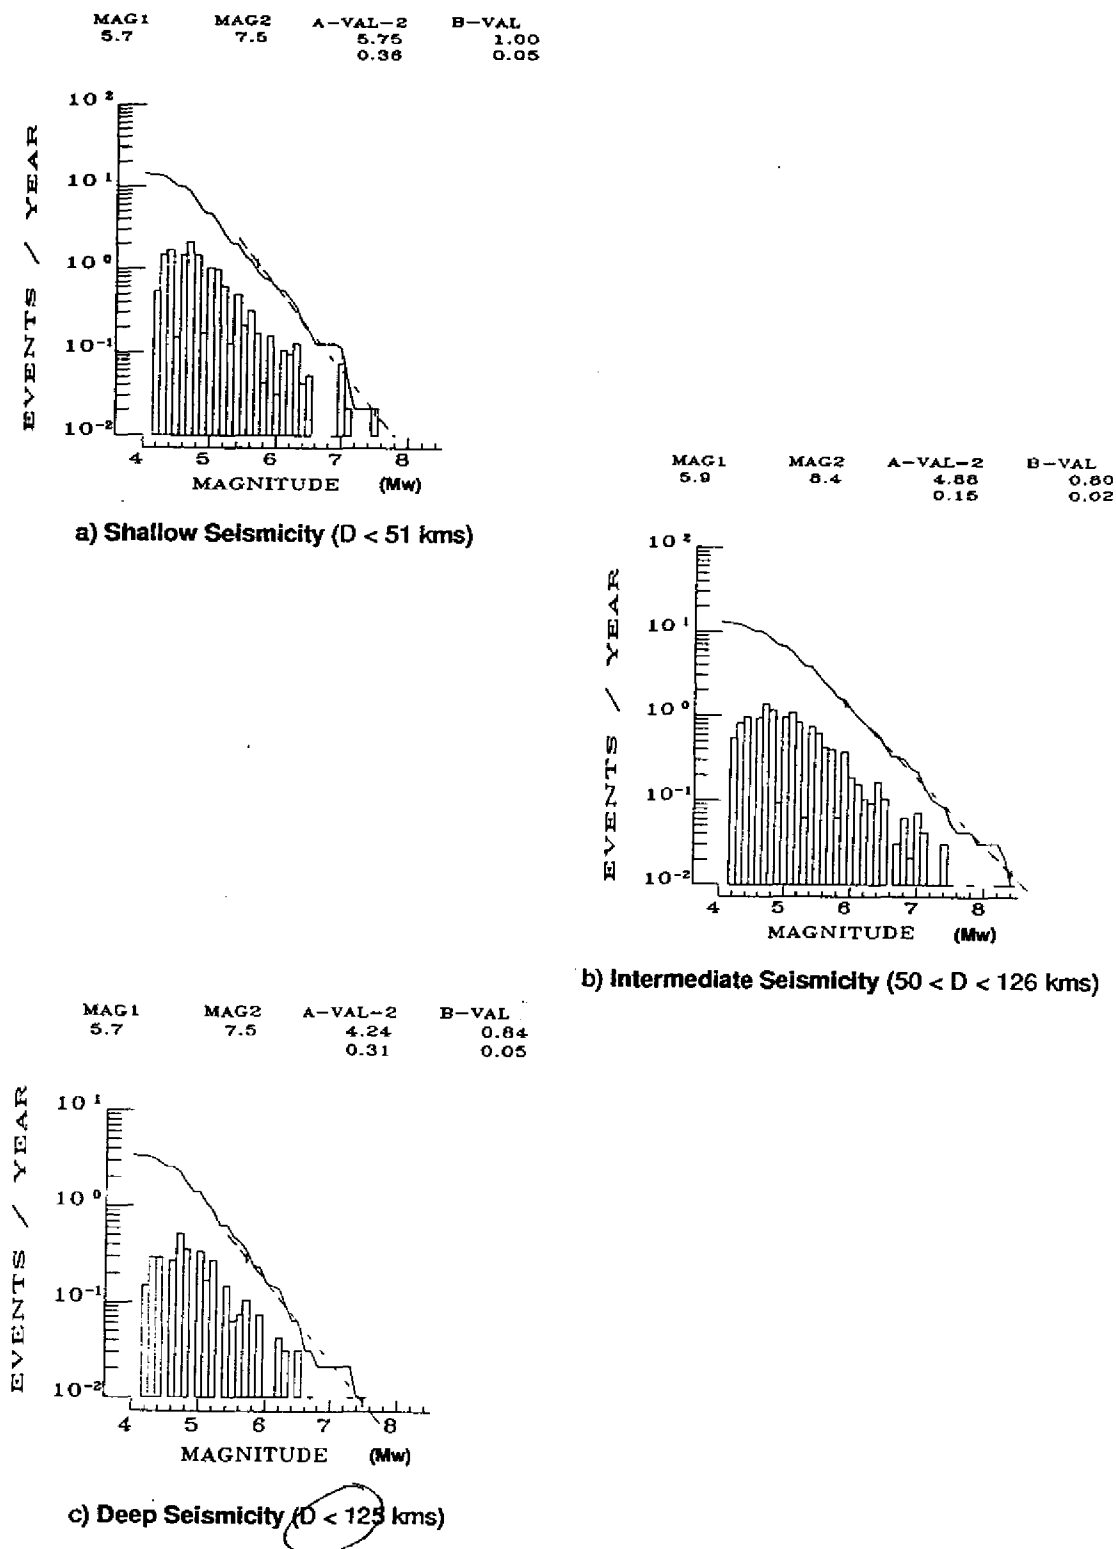 MAG1 MAG2 A-VAL-2 B-VAL
5.7 7.5 5.75 1.00
0.36 0.05
10²
10¹
10⁰
10⁻¹
10⁻²
EVENTS / YEAR
4 5 6 7 8
MAGNITUDE (Mw)
a) Shallow Seismicity (D < 51 kms)
MAG1 MAG2 A-VAL-2 B-VAL
5.9 8.4 4.88 0.80
0.15 0.02
10²
10¹
10⁰
10⁻¹
10⁻²
EVENTS / YEAR
4 5 6 7 8
MAGNITUDE (Mw)
b) Intermediate Seismicity (50 < D < 126 kms)
MAG1 MAG2 A-VAL-2 B-VAL
5.7 7.5 4.24 0.84
0.31 0.05
10¹
10⁰
10⁻¹
10⁻²
EVENTS / YEAR
4 5 6 7 8
MAGNITUDE (Mw)
c) Deep Seismicity (D < 125 kms)